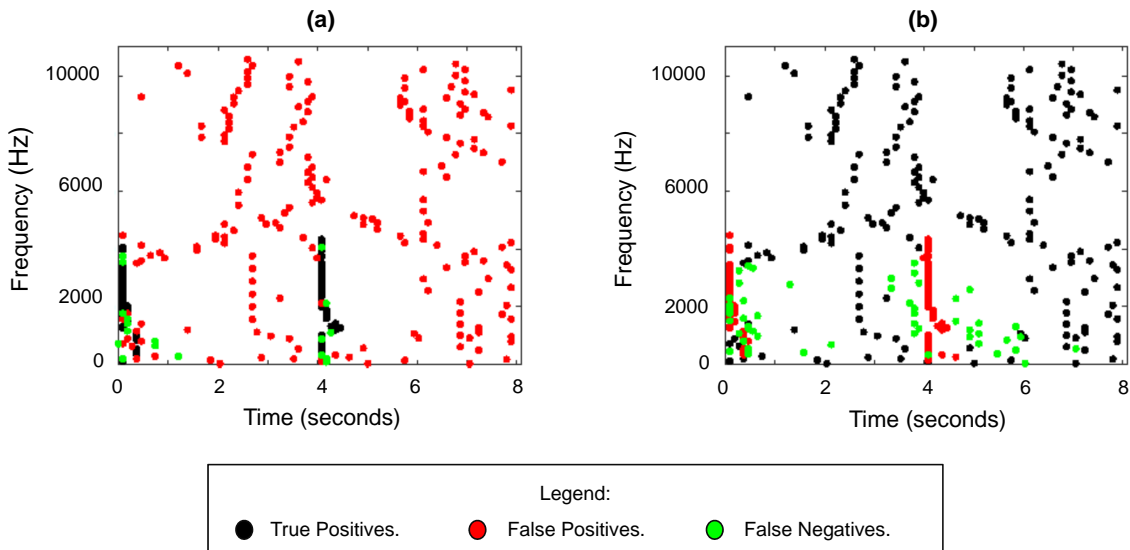 (a)
(b)
10000
6000
2000
0
0
2
4
6
8
Frequency (Hz)
Time (seconds)
10000
6000
2000
0
0
2
4
6
8
Frequency (Hz)
Time (seconds)
Legend:
True Positives.
False Positives.
False Negatives.